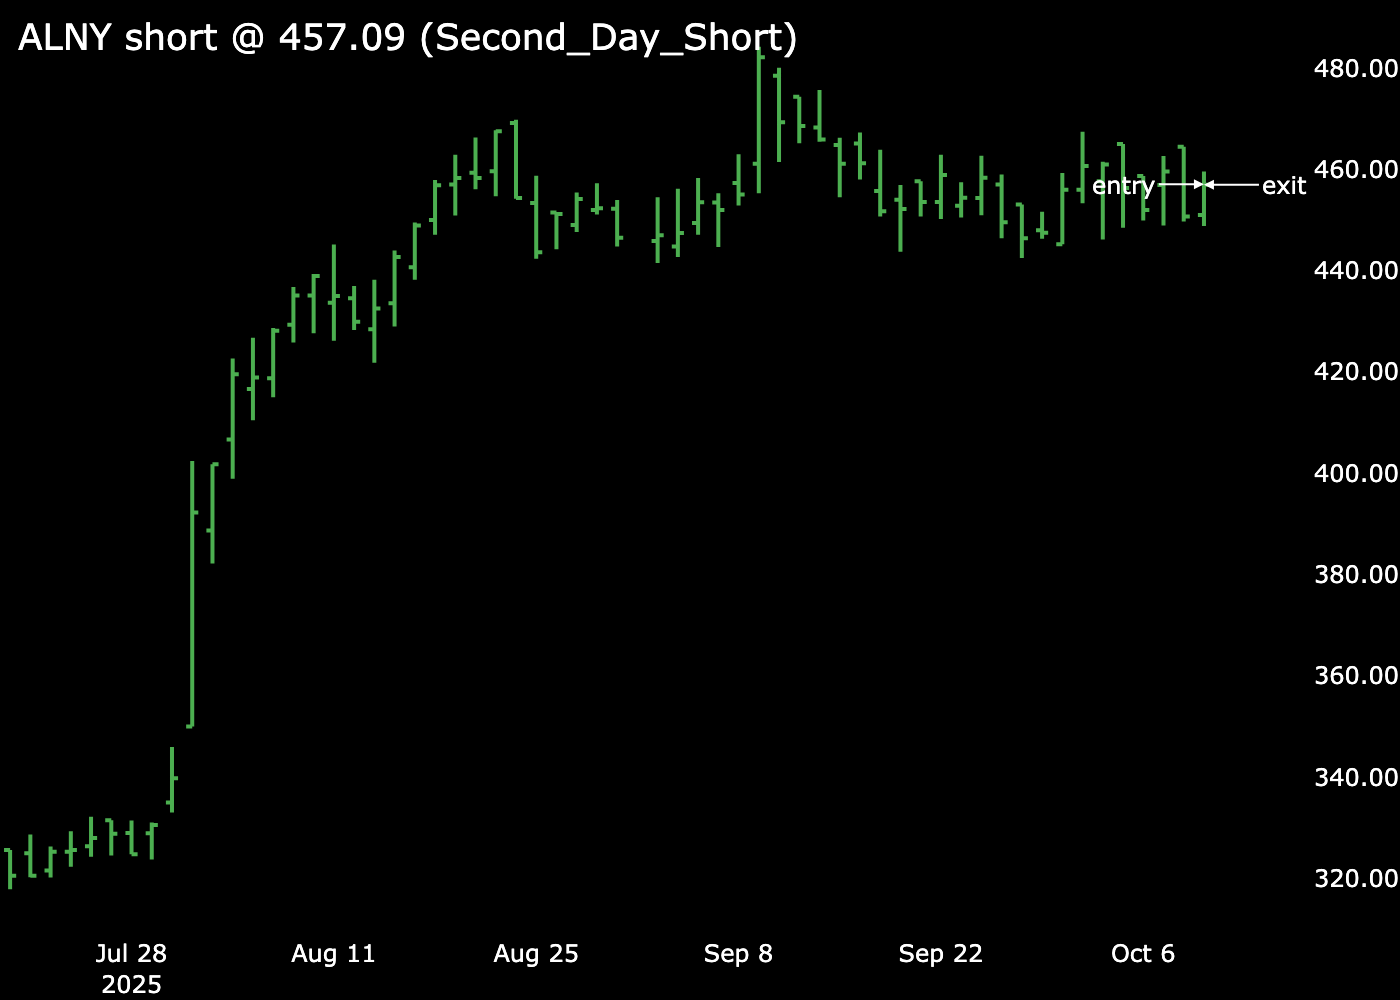 ALNY short @ 457.09 (Second_Day_Short)
480.00
460.00
entry
exit
440.00
420.00
400.00
380.00
360.00
340.00
320.00
Jul 28
2025
Aug 11
Aug 25
Sep 8
Sep 22
Oct 6